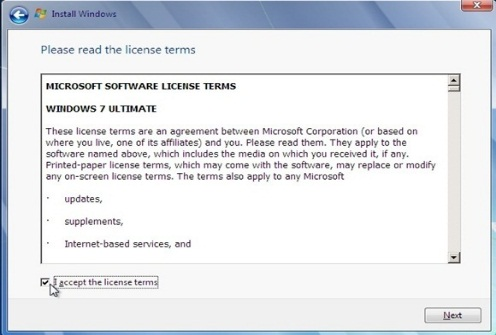 Install Windows
Please read the license terms
MICROSOFT SOFTWARE LICENSE TERMS
WINDOWS 7 ULTIMATE
These license terms are an agreement between Microsoft Corporation (or based on
where you live, one of its affiliates) and you. Please read them. They apply to the
software named above, which includes the media on which you received it, if any.
Printed-paper license terms, which may come with the software, may replace or modify
any on-screen license terms. The terms also apply to any Microsoft
· updates,
· supplements,
· Internet-based services, and
I accept the license terms
Next